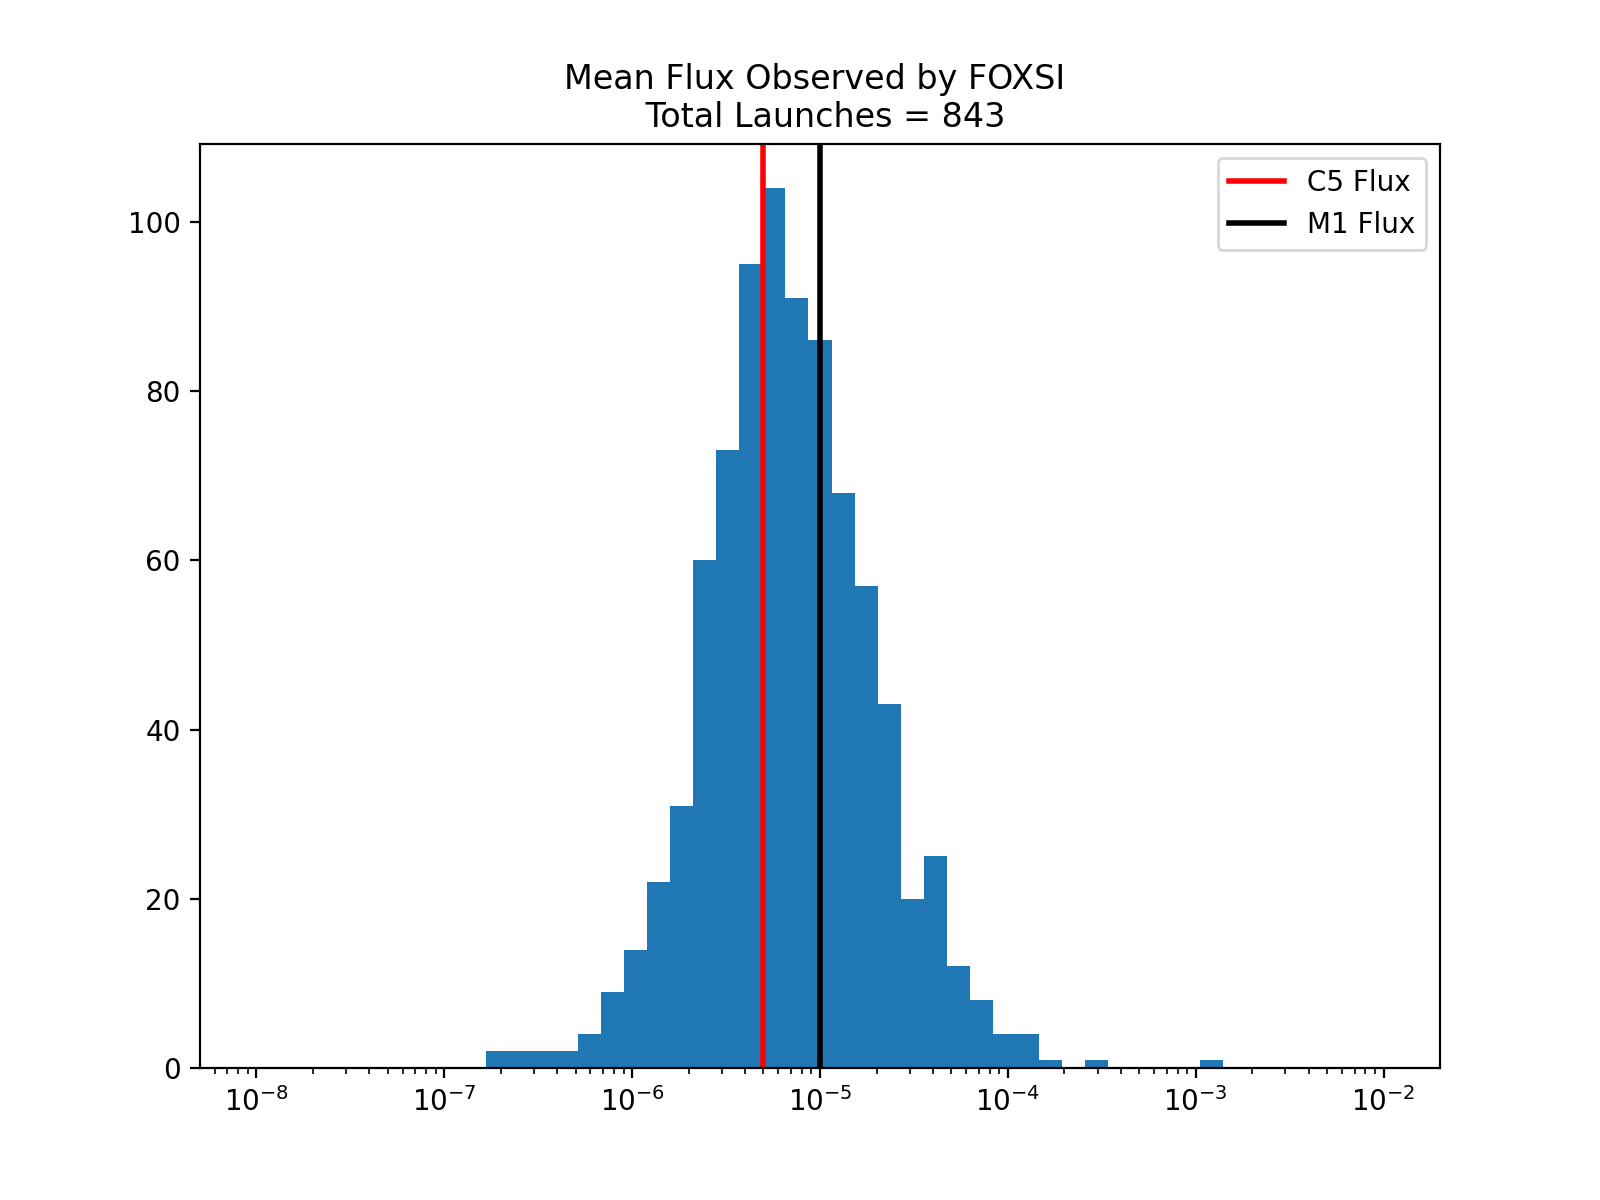 Mean Flux Observed by FOXSI
Total Launches = 843
C5 Flux
M1 Flux
100
80
60
40
20
0
10⁻⁸ 10⁻⁷ 10⁻⁶ 10⁻⁵ 10⁻⁴ 10⁻³ 10⁻²